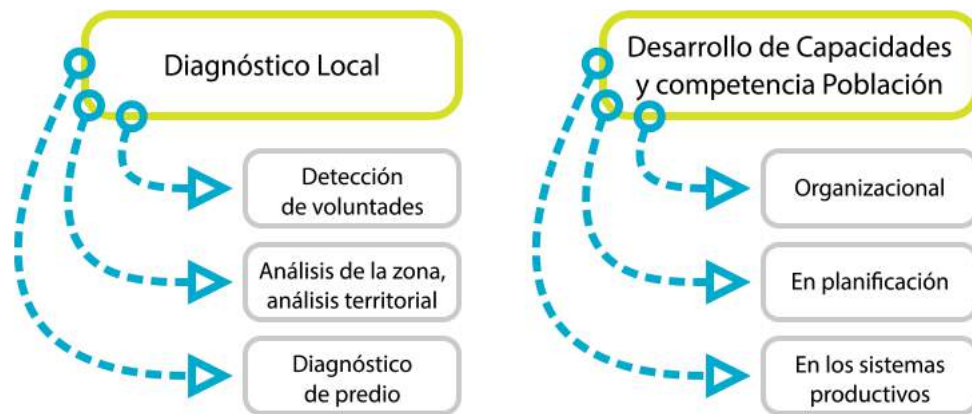 Diagnóstico Local
Detección
de voluntades
Análisis de la zona,
análisis territorial
Diagnóstico
de predio
Desarrollo de Capacidades
y competencia Población
Organizacional
En planificación
En los sistemas
productivos